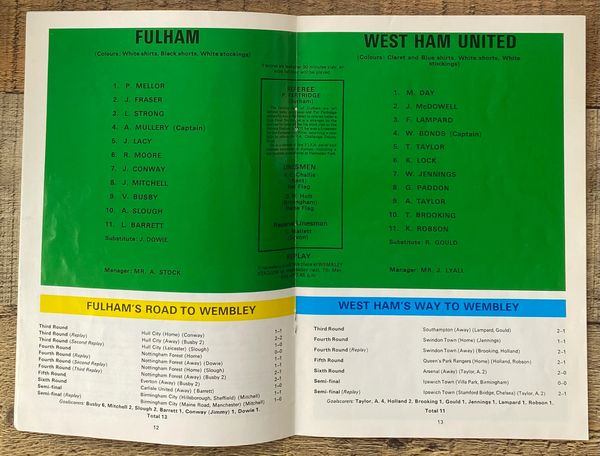 FULHAM
(Colours: White shirts, Black shorts, White stockings)
1. P. MELLOR
2. J. FRASER
3. L. STRONG
4. A. MULLERY (Captain)
5. J. LACY
6. R. MOORE
7. J. CONWAY
8. J. MITCHELL
9. V. BUSBY
10. A. SLOUGH
11. L. BARRETT
Substitute: J. DOWIE
Manager: MR. A. STOCK
REFEREE
P. PARTRIDGE
(Durham)
LINESMEN
Red Flag
Reserve Linesman
REPLAY
WEST HAM UNITED
(Colours: Claret and Blue shirts, White shorts, White
stockings)
1. M. DAY
2. J. McDOWELL
3. F. LAMPARD
4. W. BONDS (Captain)
5. T. TAYLOR
6. K. LOCK
7. W. JENNINGS
8. G. PADDON
9. A. TAYLOR
10. T. BROOKING
11. K. ROBSON
Substitute: R. GOULD
Manager: MR. J. LYALL
FULHAM'S ROAD TO WEMBLEY
Third Round Hull City (Home) (Conway) 1–1
Third Round (Replay) Hull City (Away) (Busby 2) 2–2
Third Round (Second Replay) Hull City (Leicester) (Slough) 1–0
Fourth Round Nottingham Forest (Home) 0–0
Fourth Round (Replay) Nottingham Forest (Away) (Dowie) 1–1
Fourth Round (Second Replay) Nottingham Forest (Home) (Slough) 1–1
Fourth Round (Third Replay) Nottingham Forest (Away) (Busby 2) 2–1
Fifth Round Everton (Away) (Busby 2) 2–1
Sixth Round Carlisle United (Away) (Barrett) 1–0
Semi-final Birmingham City (Hillsborough, Sheffield) (Mitchell) 1–1
Semi-final (Replay) Birmingham City (Maine Road, Manchester) (Mitchell) 1–0
Goalscorers: Busby 6, Mitchell 2, Slough 2, Barrett 1, Conway (Jimmy) 1, Dowie 1.
Total 13
12
WEST HAM'S WAY TO WEMBLEY
Third Round Southampton (Away) (Lampard, Gould) 2–1
Fourth Round Swindon Town (Home) (Jennings) 1–1
Fourth Round (Replay) Swindon Town (Away) (Brooking, Holland) 2–1
Fifth Round Queen's Park Rangers (Home) (Holland, Robson) 2–1
Sixth Round Arsenal (Away) (Taylor, A. 2) 2–0
Semi-final Ipswich Town (Villa Park, Birmingham) 0–0
Semi-final (Replay) Ipswich Town (Stamford Bridge, Chelsea) (Taylor, A. 2) 2–1
Goalscorers: Taylor, A. 4, Holland 2, Brooking 1, Gould 1, Jennings 1, Lampard 1, Robson 1.
Total 11
13